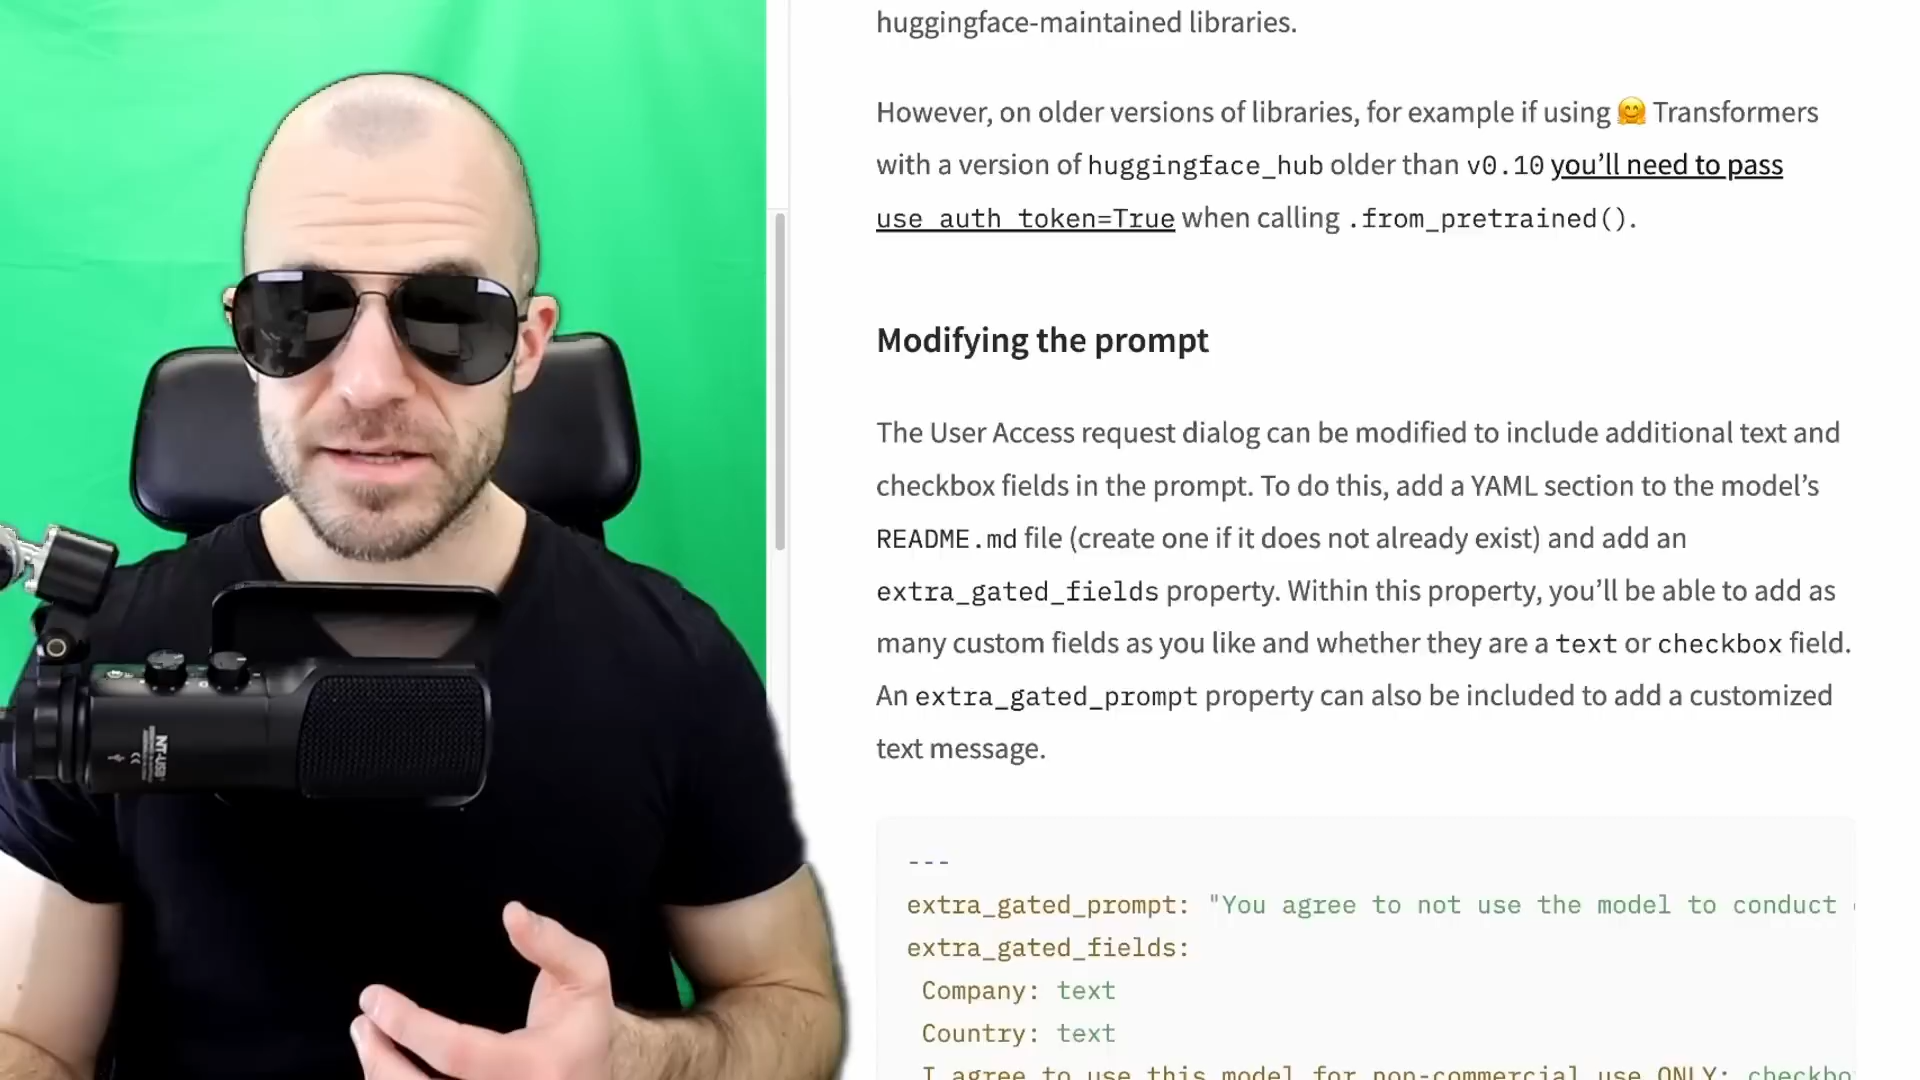 huggingface-maintained libraries.
However, on older versions of libraries, for example if using 🤗 Transformers
with a version of huggingface_hub older than v0.10 you’ll need to pass
use_auth_token=True when calling .from_pretrained().
Modifying the prompt
The User Access request dialog can be modified to include additional text and
checkbox fields in the prompt. To do this, add a YAML section to the model’s
README.md file (create one if it does not already exist) and add an
extra_gated_fields property. Within this property, you’ll be able to add as
many custom fields as you like and whether they are a text or checkbox field.
An extra_gated_prompt property can also be included to add a customized
text message.
---
extra_gated_prompt: "You agree to not use the model to conduct
extra_gated_fields:
Company: text
Country: text
I agree to use this model for non-commercial use ONLY: checkbo
NT-USB